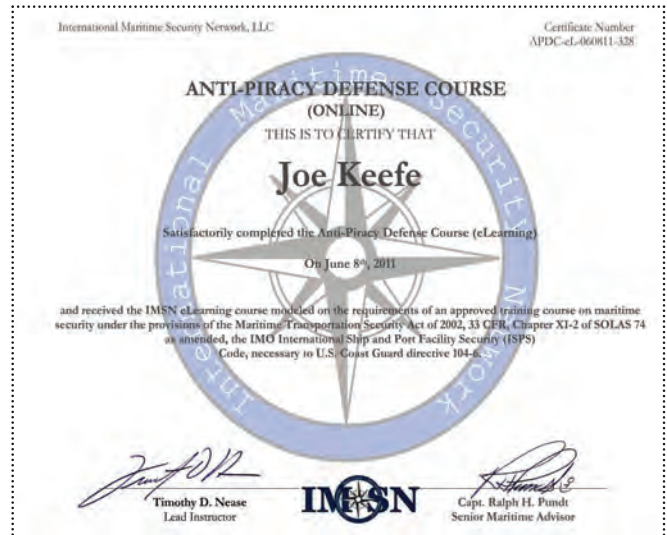 International Maritime Security Network, LLC
Certificate Number
APDC-eL-060811-328
International Maritime Security Network
ANTI-PIRACY DEFENSE COURSE
(ONLINE)
THIS IS TO CERTIFY THAT
Joe Keefe
Satisfactorily completed the Anti-Piracy Defense Course (eLearning)
On June 8th, 2011
and received the IMSN eLearning course modeled on the requirements of an approved training course on maritime
security under the provisions of the Maritime Transportation Security Act of 2002, 33 CFR, Chapter XI-2 of SOLAS 74
as amended, the IMO International Ship and Port Facility Security (ISPS)
Code, necessary to U.S. Coast Guard directive 104-6.
Timothy D. Nease
Lead Instructor
IMSN
Capt. Ralph H. Pundt
Senior Maritime Advisor